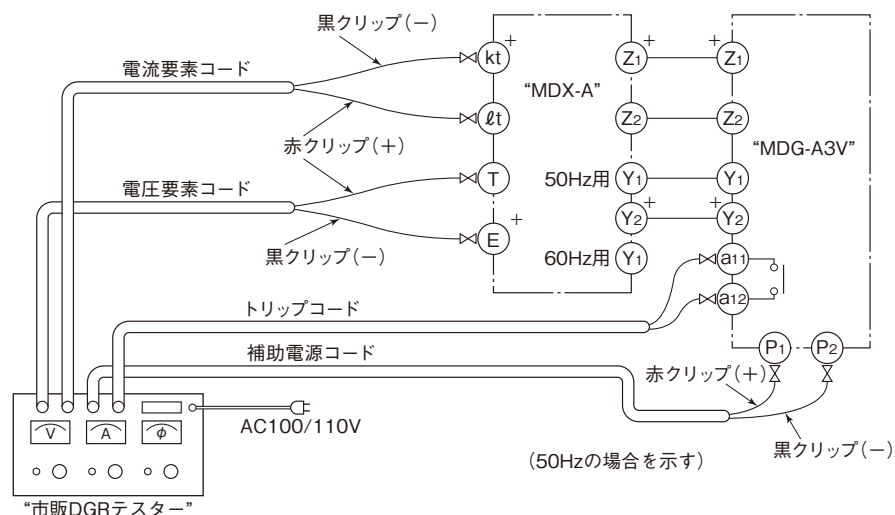 黒クリップ(−)
電流要素コード
赤クリップ(+)
電圧要素コード
黒クリップ(−)
トリップコード
補助電源コード
kt +
ℓt
T
E +
"MDX-A"
Z1 +
Z2
50Hz用 Y1
Y2 +
60Hz用 Y1
+ Z1
Z2
"MDG-A3V"
Y1
+ Y2
a11
a12
P1 P2
赤クリップ(+)
黒クリップ(−)
AC100/110V
V A φ
(50Hzの場合を示す)
"市販DGRテスター"